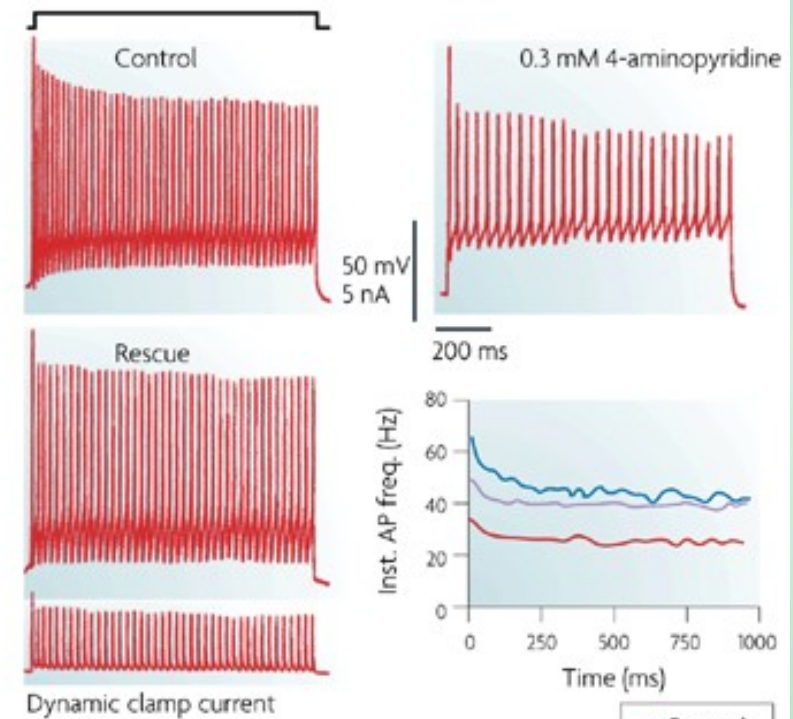 Control
0.3 mM 4-aminopyridine
50 mV
5 nA
200 ms
Rescue
Dynamic clamp current
Inst. AP freq. (Hz)
80
60
40
20
0
0 250 500 750 1000
Time (ms)